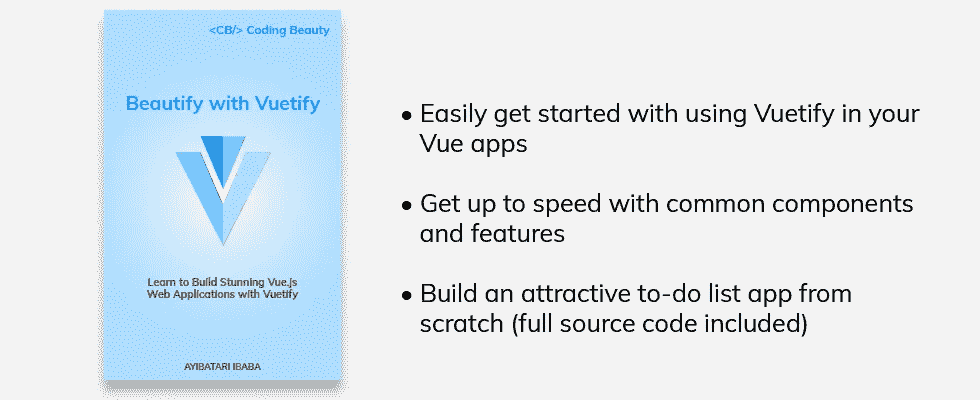 <CB/> Coding Beauty
Beautify with Vuetify
Learn to Build Stunning Vue.js
Web Applications with Vuetify
AYIBATARI IBABA
• Easily get started with using Vuetify in your
Vue apps
• Get up to speed with common components
and features
• Build an attractive to-do list app from
scratch (full source code included)